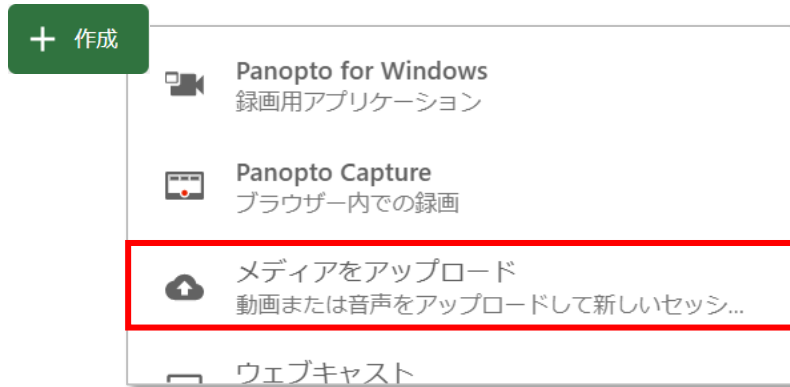 作成
Panopto for Windows
録画用アプリケーション
Panopto Capture
ブラウザー内での録画
メディアをアップロード
動画または音声をアップロードして新しいセッシ...
ウェブキャスト